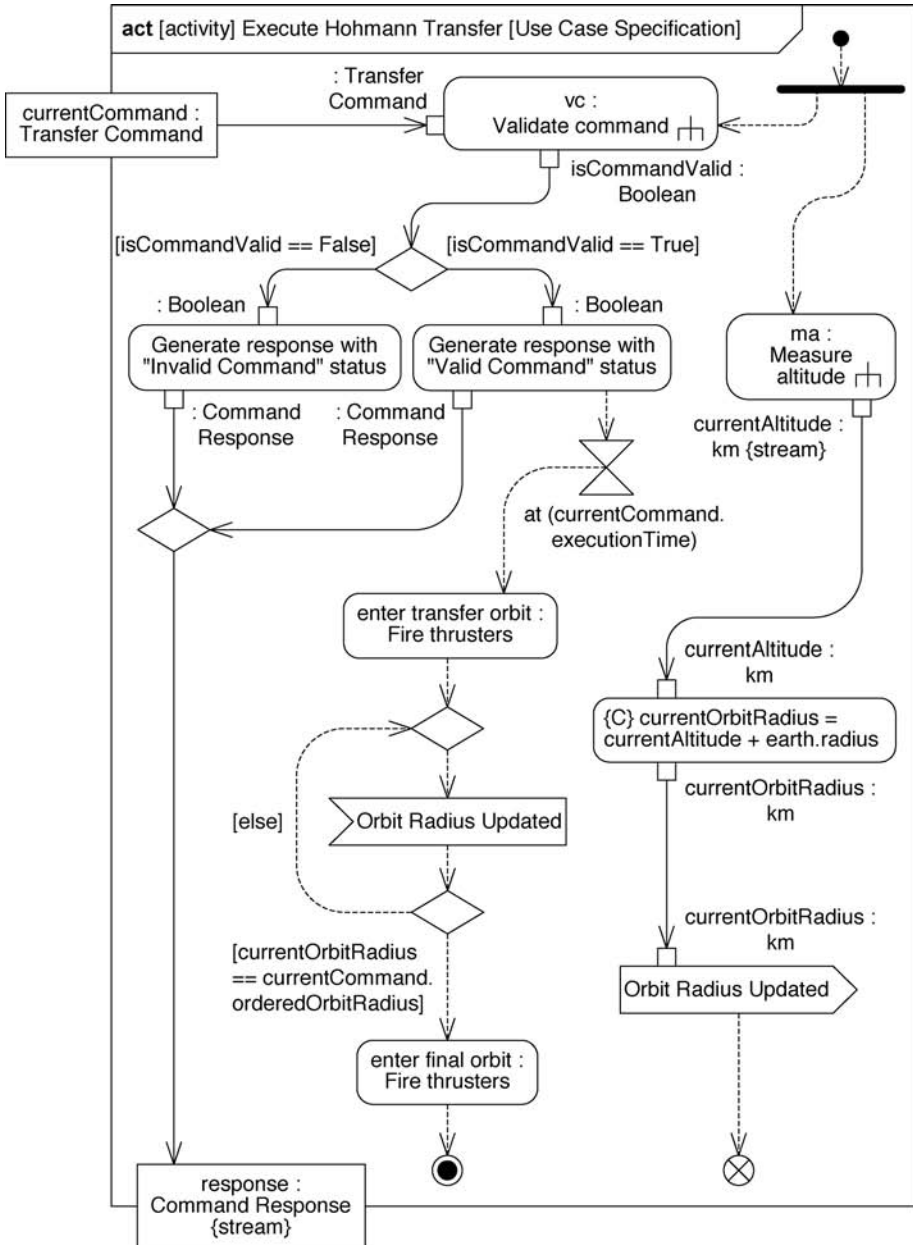 act [activity] Execute Hohmann Transfer [Use Case Specification]
currentCommand :
Transfer Command
: Transfer
Command
vc :
Validate command
isCommandValid :
Boolean
[isCommandValid == False]
[isCommandValid == True]
: Boolean
: Boolean
Generate response with
"Invalid Command" status
Generate response with
"Valid Command" status
ma :
Measure
altitude
: Command
Response
: Command
Response
currentAltitude :
km {stream}
at (currentCommand.
executionTime)
enter transfer orbit :
Fire thrusters
currentAltitude :
km
{C} currentOrbitRadius =
currentAltitude + earth.radius
currentOrbitRadius :
km
[else]
Orbit Radius Updated
currentOrbitRadius :
km
[currentOrbitRadius
== currentCommand.
orderedOrbitRadius]
Orbit Radius Updated
enter final orbit :
Fire thrusters
response :
Command Response
{stream}